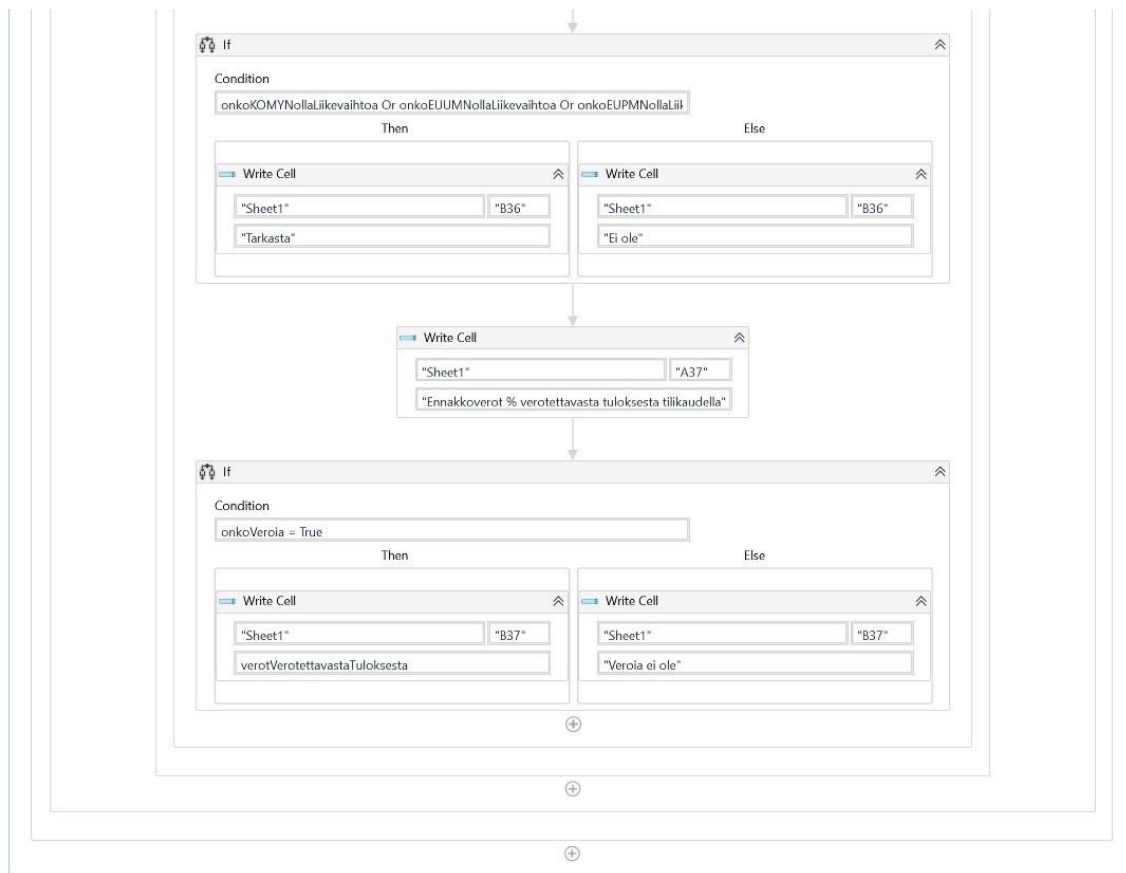 If
Condition
onkoKOMYNollaLiikevaihtoa Or onkoEUUMNollaLiikevaihtoa Or onkoEUPMNollaLiik
Then Else
Write Cell Write Cell
"Sheet1" "B36" "Sheet1" "B36"
"Tarkasta" "Ei ole"
Write Cell
"Sheet1" "A37"
"Ennakkoverot % verotettavasta tuloksesta tilikaudella"
If
Condition
onkoVeroia = True
Then Else
Write Cell Write Cell
"Sheet1" "B37" "Sheet1" "B37"
verotVerotettavastaTuloksesta "Veroia ei ole"